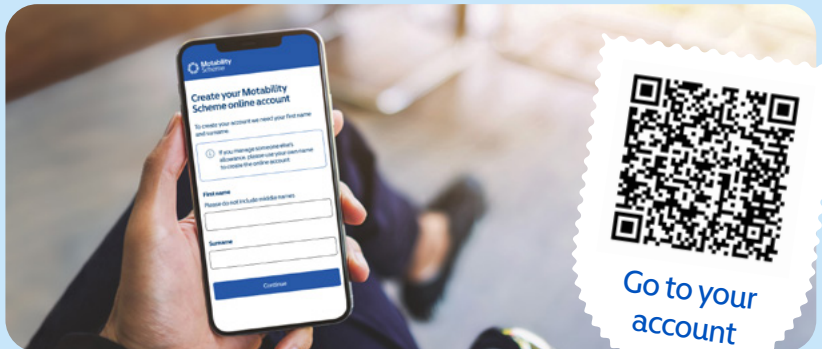 Motability
Scheme
Create your Motability
Scheme online account
To create your account we need your first name
and surname.
If you manage someone else's
allowance, please use your own name
to create the online account
First name
Please do not include middle names
Surname
Continue
Go to your
account